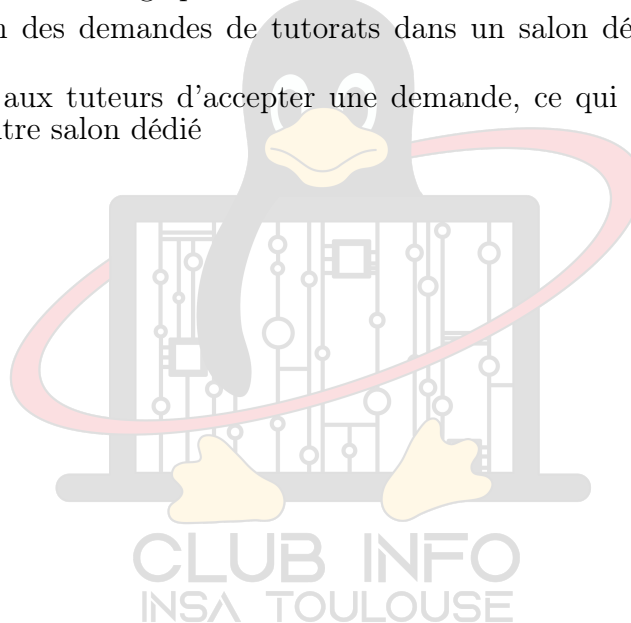 n des demandes de tutorats dans un salon dé
aux tuteurs d'accepter une demande, ce qui
tre salon dédié
CLUB INFO
INSA TOULOUSE